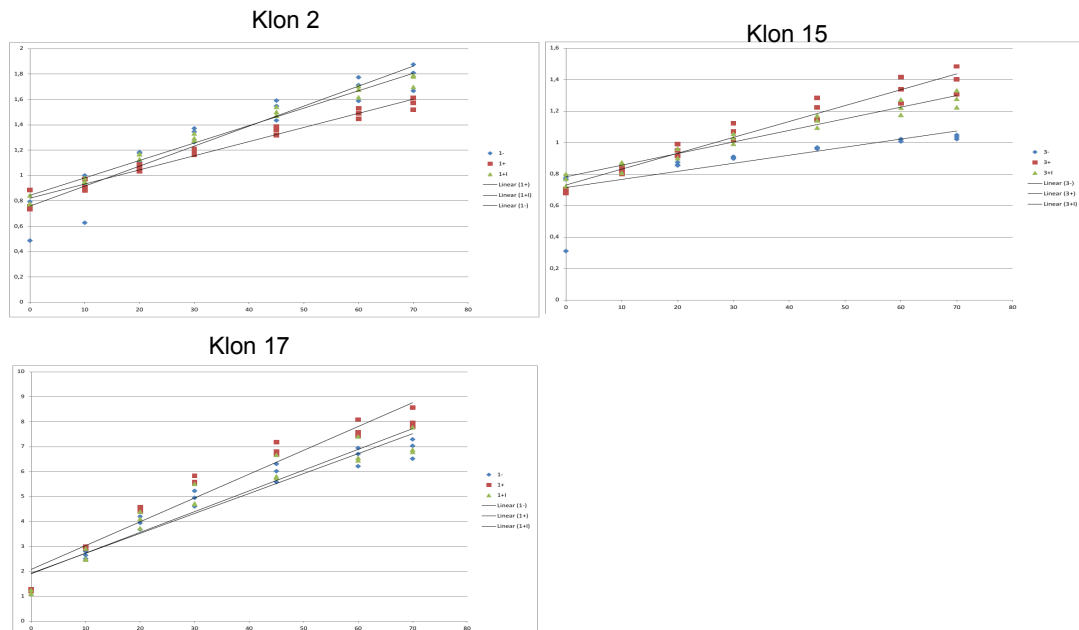 Klon 2
2
1,8
1,6
1,4
1,2
1
0,8
0,6
0,4
0,2
0
0 10 20 30 40 50 60 70 80
1-
1+
1+I
Linear (1+)
Linear (1+I)
Linear (1-)
Klon 15
1,6
1,4
1,2
1
0,8
0,6
0,4
0,2
0
0 10 20 30 40 50 60 70 80
3-
3+
3+I
Linear (3-)
Linear (3+)
Linear (3+I)
Klon 17
10
9
8
7
6
5
4
3
2
1
0
0 10 20 30 40 50 60 70 80
1-
1+
1+I
Linear (1-)
Linear (1+)
Linear (1+I)